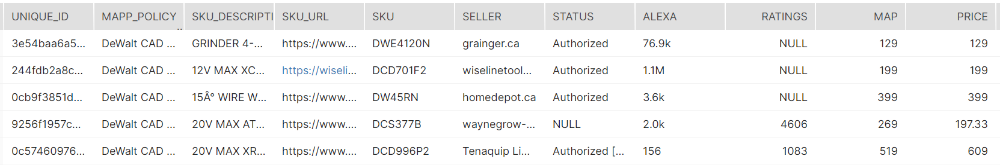 UNIQUE_ID MAPP_POLICY .. SKU_DESCRIPTI SKU_URL SKU SELLER STATUS ALEXA RATINGS MAP PRICE
3e54baa6a5... DeWalt CAD ... GRINDER 4-... https://www.... DWE4120N grainger.ca Authorized 76.9k NULL 129 129
244fdb2a8c... DeWalt CAD ... 12V MAX XC... https://wiseli... DCD701F2 wiselinetool... Authorized 1.1M NULL 199 199
0cb9f3851d... DeWalt CAD ... 15Â° WIRE W... https://www.... DW45RN homedepot.ca Authorized 3.6k NULL 399 399
9256f1957c... DeWalt CAD ... 20V MAX AT... https://www.... DCS377B waynegrow-... NULL 2.0k 4606 269 197.33
0c57460976... DeWalt CAD ... 20V MAX XR... https://www.... DCD996P2 Tenaquip Li... Authorized [... 156 1083 519 609